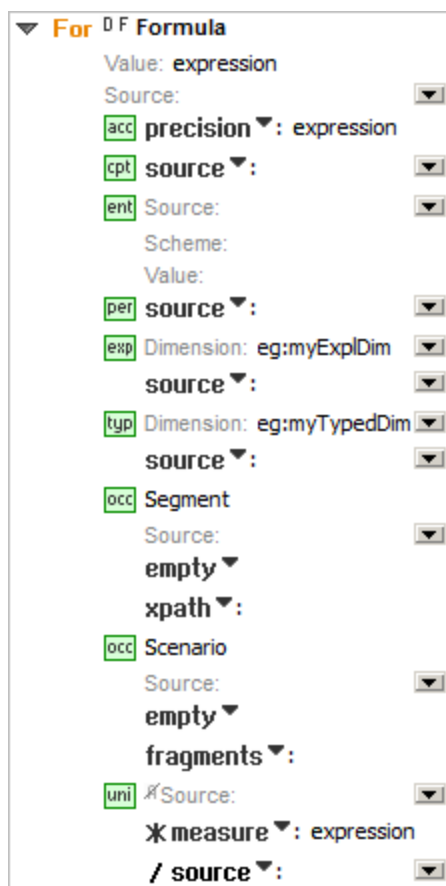 For D F Formula
Value: expression
Source:
acc precision : expression
cpt source :
ent Source:
Scheme:
Value:
per source :
exp Dimension: eg:myExplDim
source :
typ Dimension: eg:myTypedDim
source :
occ Segment
Source:
empty
xpath :
occ Scenario
Source:
empty
fragments :
uni Source:
* measure : expression
/ source :